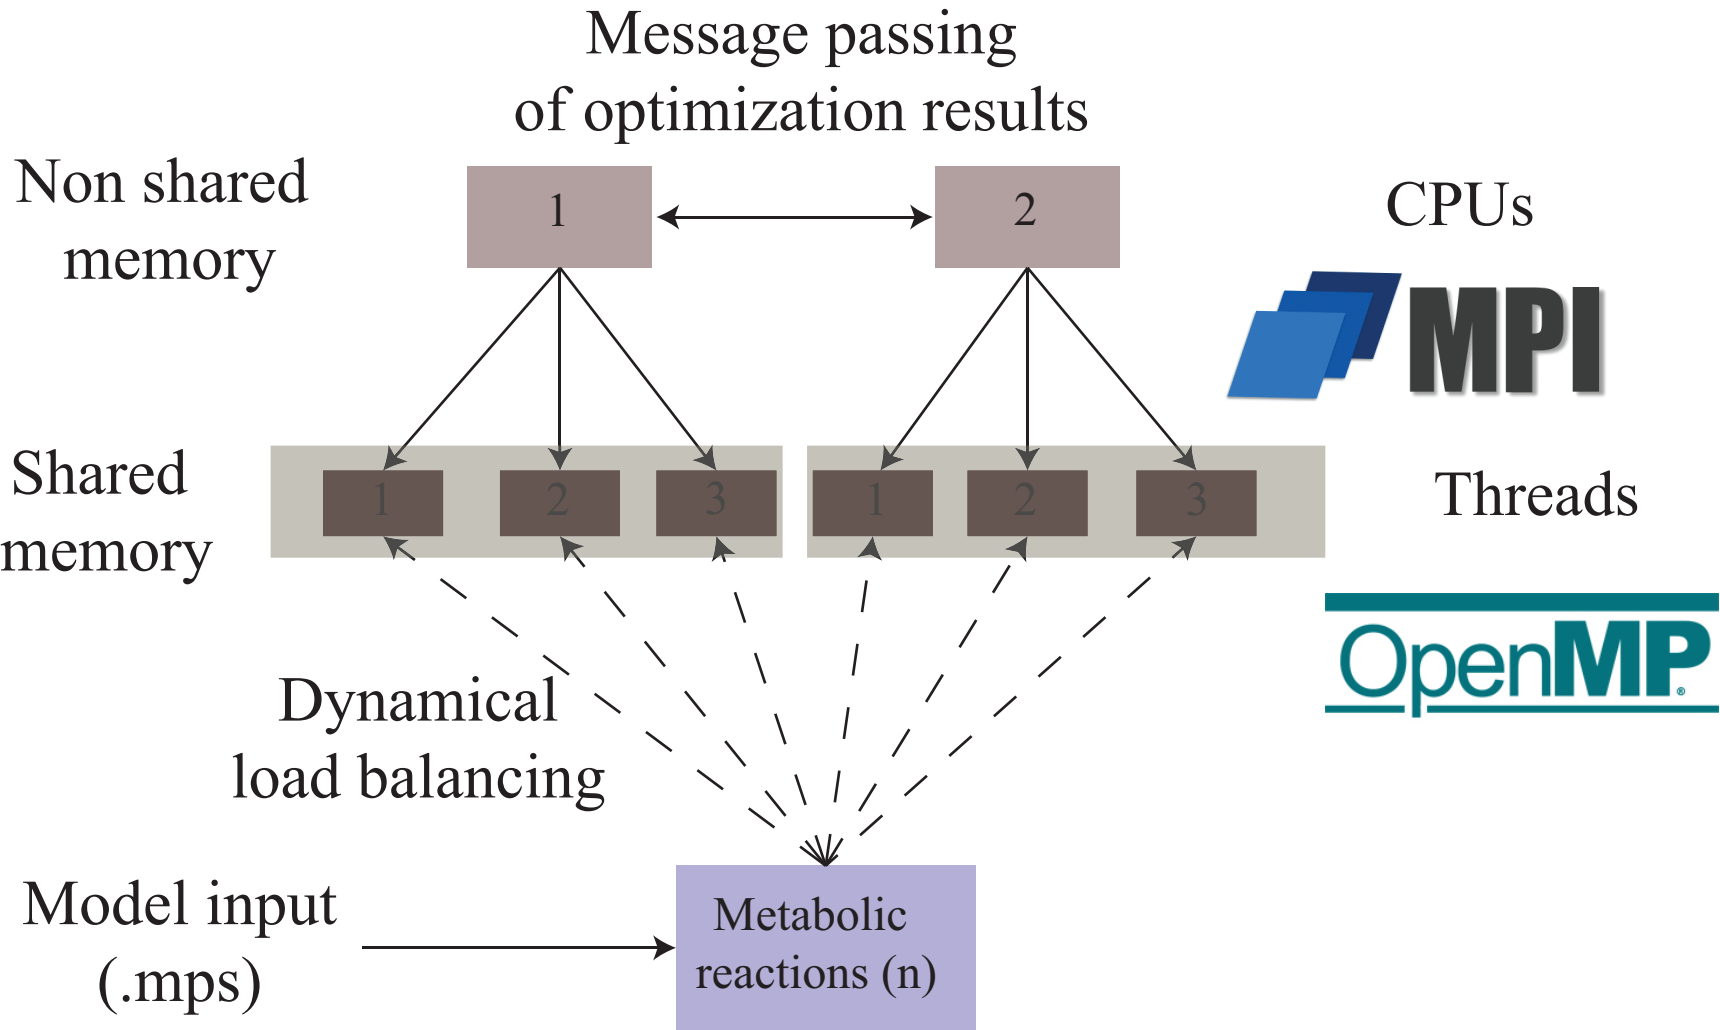 Message passing
of optimization results
Non shared
memory
1
2
CPUs
MPI
Shared
memory
1
2
3
1
2
3
Threads
OpenMP®
Dynamical
load balancing
Model input
(.mps)
Metabolic
reactions (n)